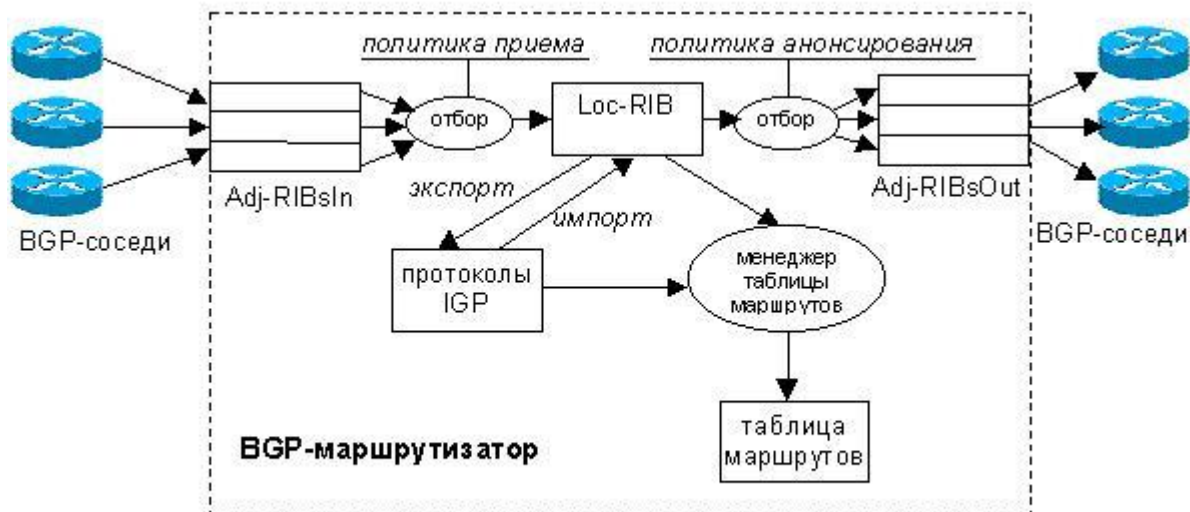 политика приема
политика анонсирования
отбор
Loc-RIB
отбор
Adj-RIBsIn
Adj-RIBsOut
BGP-соседи
BGP-соседи
экспорт
импорт
протоколы
IGP
менеджер
таблицы
маршрутов
таблица
маршрутов
BGP-маршрутизатор